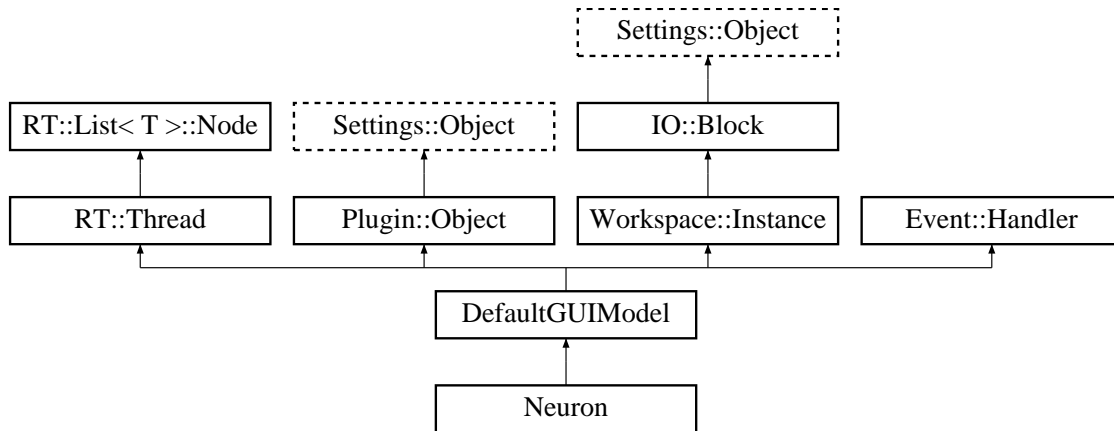 Settings::Object
RT::List< T >::Node
Settings::Object
IO::Block
RT::Thread
Plugin::Object
Workspace::Instance
Event::Handler
DefaultGUIModel
Neuron